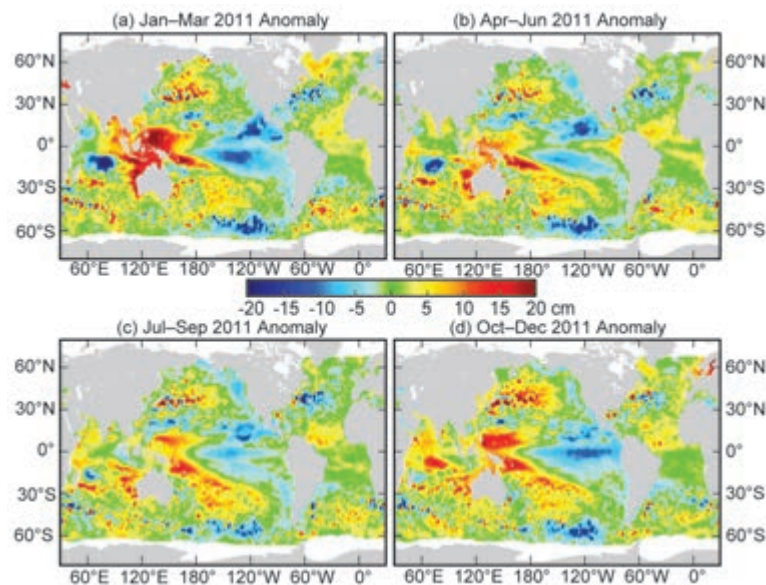 (a) Jan–Mar 2011 Anomaly
(b) Apr–Jun 2011 Anomaly
60°N
60°N
30°N
30°N
0°
0°
30°S
30°S
60°S
60°S
60°E 120°E 180° 120°W 60°W 0°
60°E 120°E 180° 120°W 60°W 0°
-20 -15 -10 -5 0 5 10 15 20 cm
(c) Jul–Sep 2011 Anomaly
(d) Oct–Dec 2011 Anomaly
60°N
60°N
30°N
30°N
0°
0°
30°S
30°S
60°S
60°S
60°E 120°E 180° 120°W 60°W 0°
60°E 120°E 180° 120°W 60°W 0°